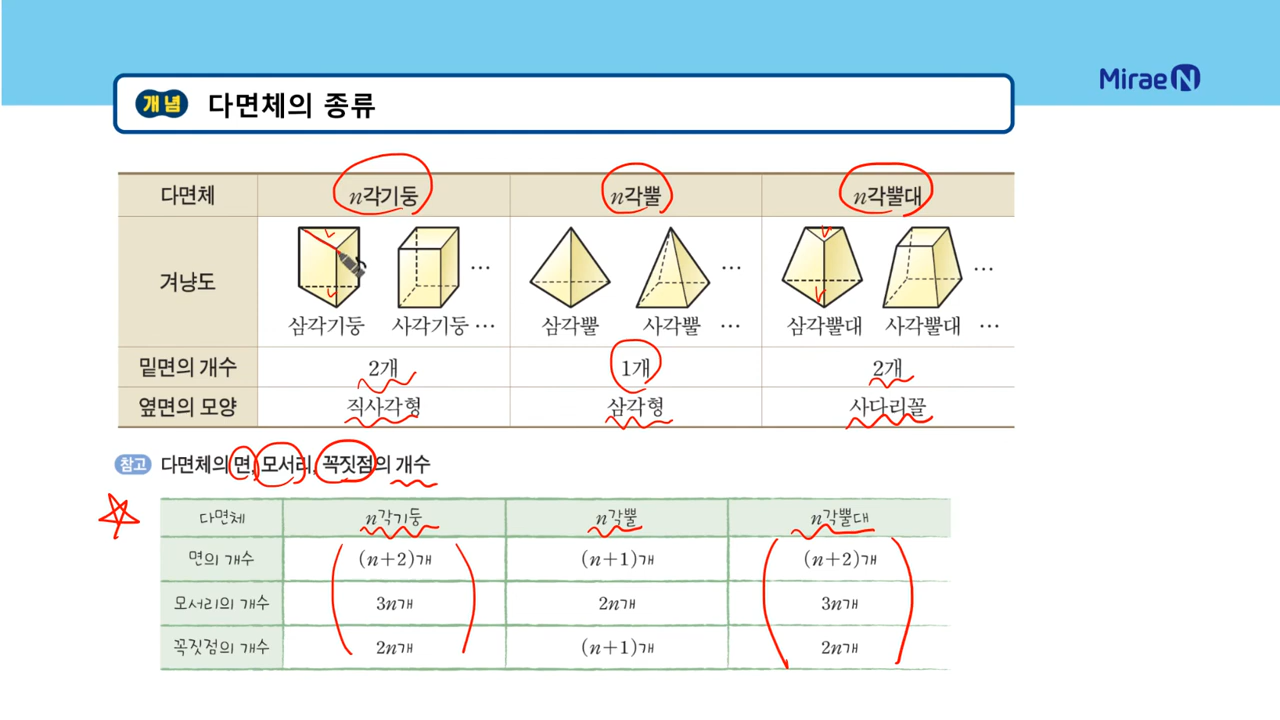 Mirae N
개념 다면체의 종류
다면체 n각기둥 n각뿔 n각뿔대
겨냥도 … … …
삼각기둥 사각기둥 … 삼각뿔 사각뿔 … 삼각뿔대 사각뿔대 …
밑면의 개수 2개 1개 2개
옆면의 모양 직사각형 삼각형 사다리꼴
참고 다면체의 면, 모서리, 꼭짓점의 개수
다면체 n각기둥 n각뿔 n각뿔대
면의 개수 (n+2)개 (n+1)개 (n+2)개
모서리의 개수 3n개 2n개 3n개
꼭짓점의 개수 2n개 (n+1)개 2n개